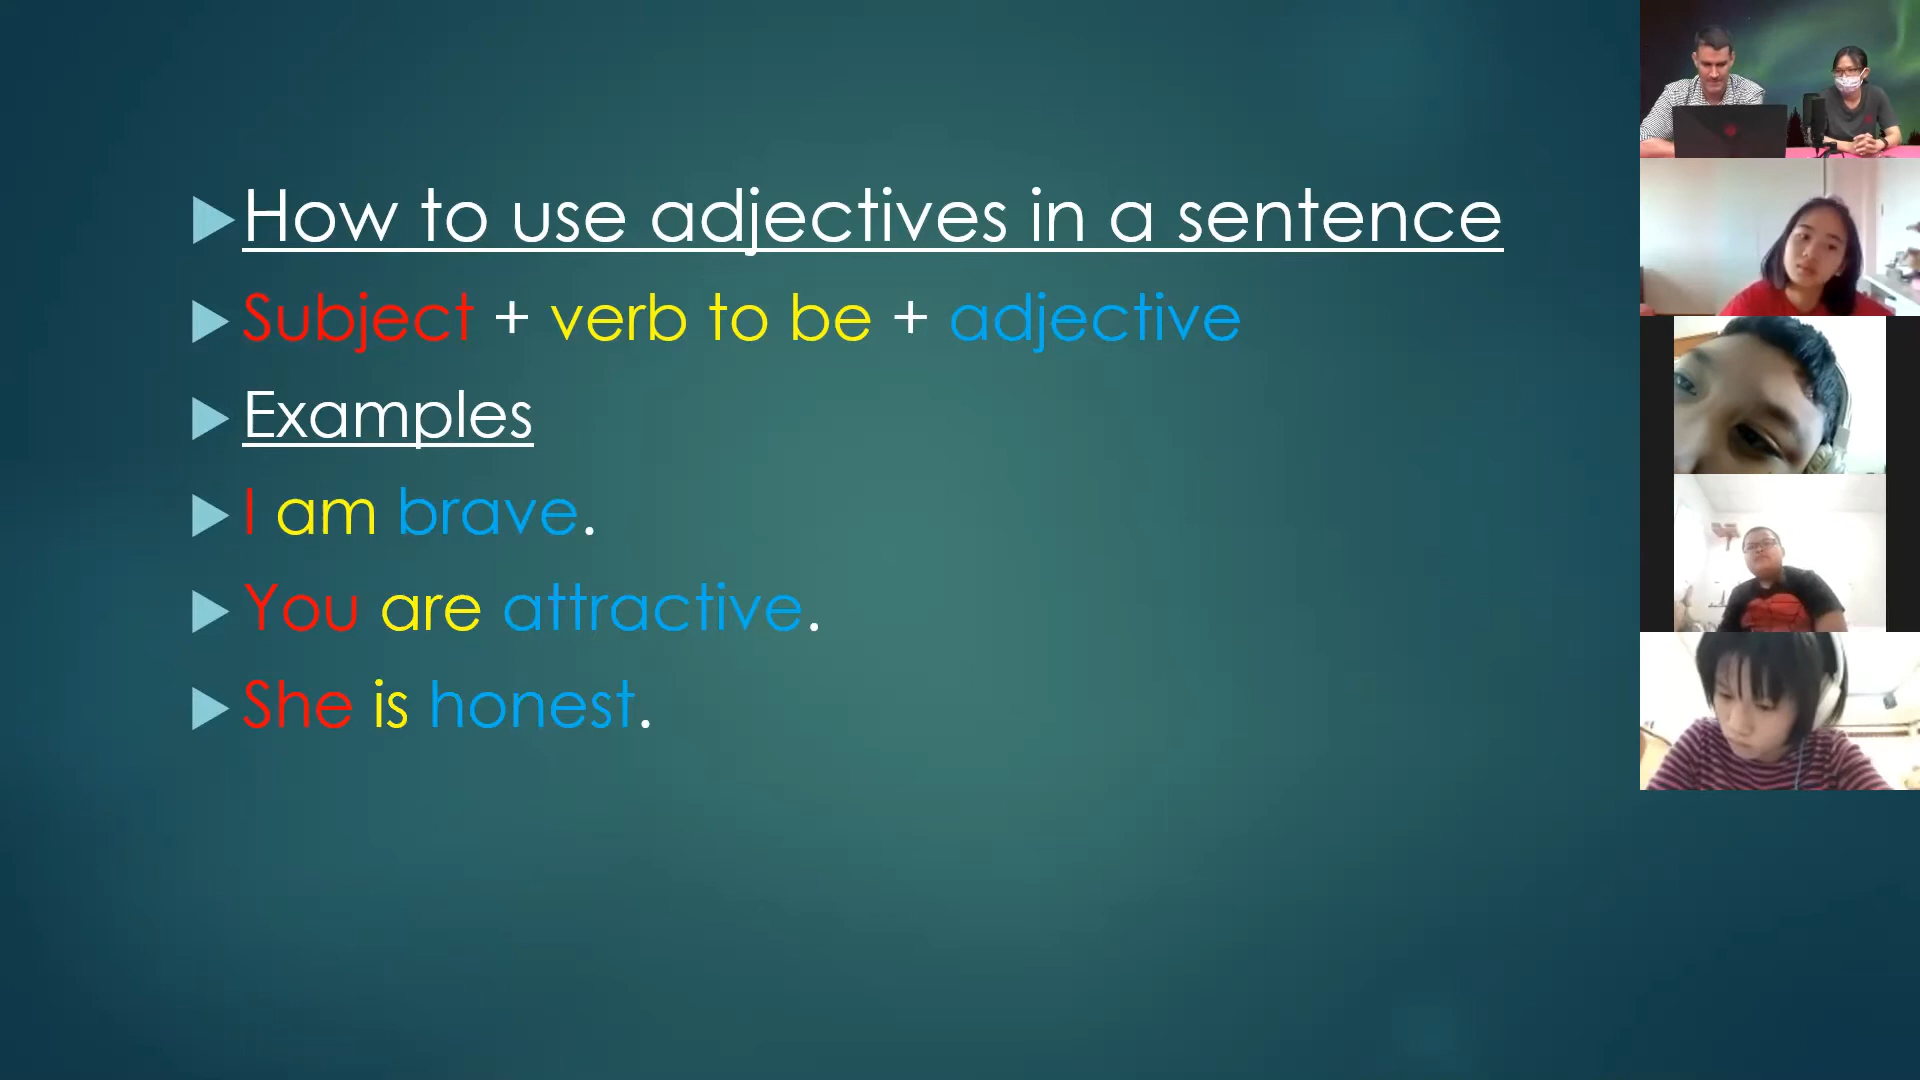 How to use adjectives in a sentence
Subject + verb to be + adjective
Examples
I am brave.
You are attractive.
She is honest.